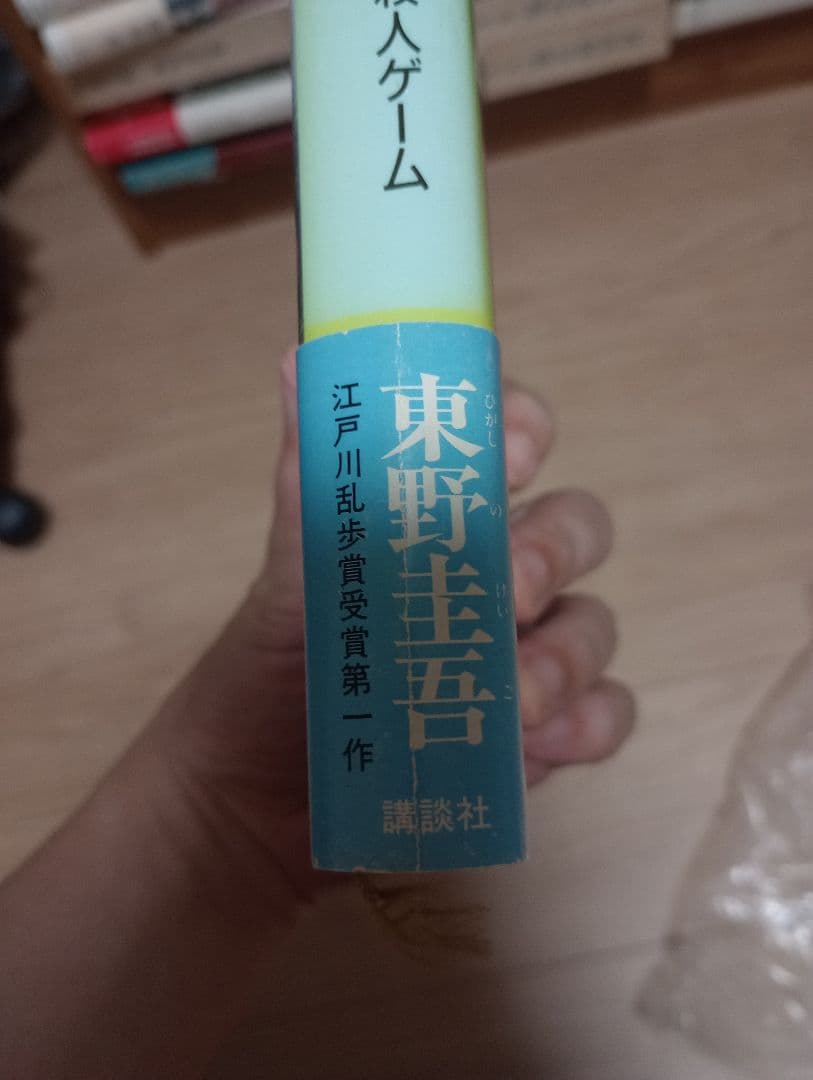 人ゲーム
東野圭吾
ひがしのけいご
江戸川乱歩賞受賞第一作
講談社